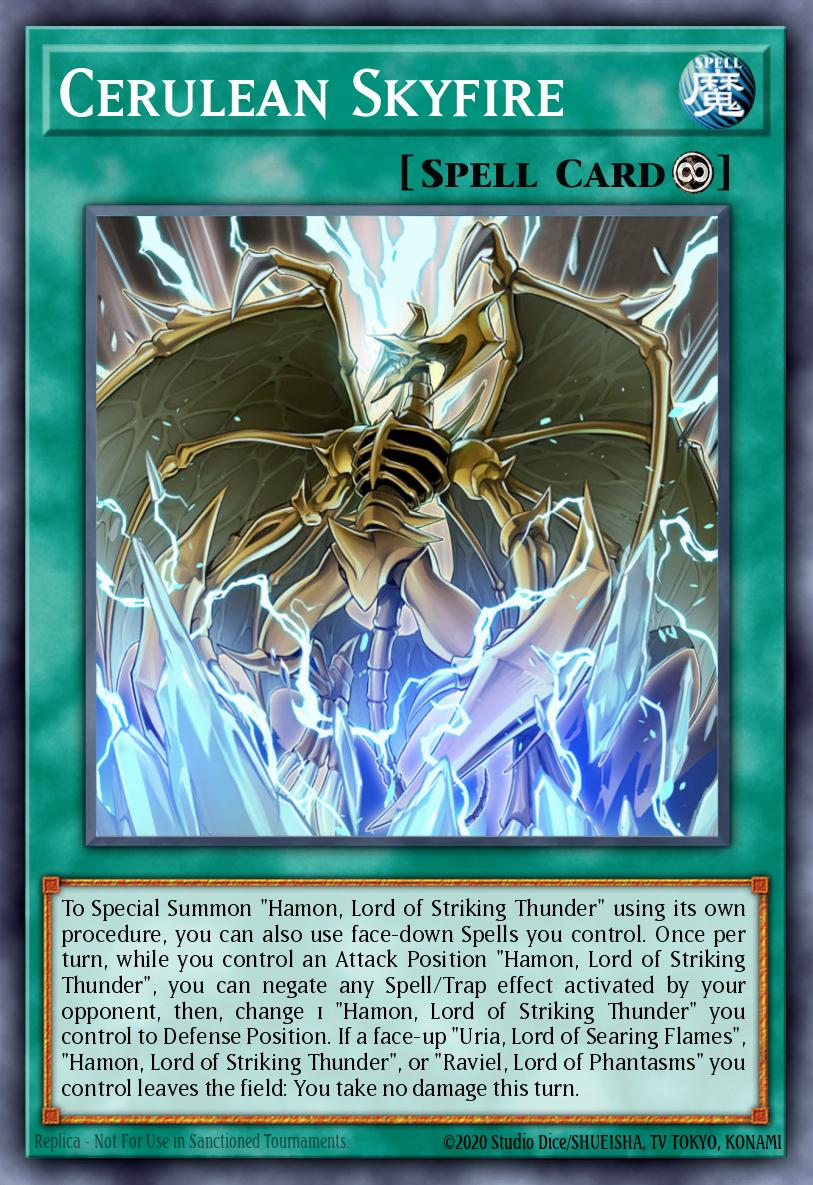 Cerulean Skyfire
SPELL
魔
[Spell Card]
To Special Summon "Hamon, Lord of Striking Thunder" using its own
procedure, you can also use face-down Spells you control. Once per
turn, while you control an Attack Position "Hamon, Lord of Striking
Thunder", you can negate any Spell/Trap effect activated by your
opponent, then, change 1 "Hamon, Lord of Striking Thunder" you
control to Defense Position. If a face-up "Uria, Lord of Searing Flames",
"Hamon, Lord of Striking Thunder", or "Raviel, Lord of Phantasms" you
control leaves the field: You take no damage this turn.
Replica - Not For Use in Sanctioned Tournaments.
©2020 Studio Dice/SHUEISHA, TV TOKYO, KONAMI